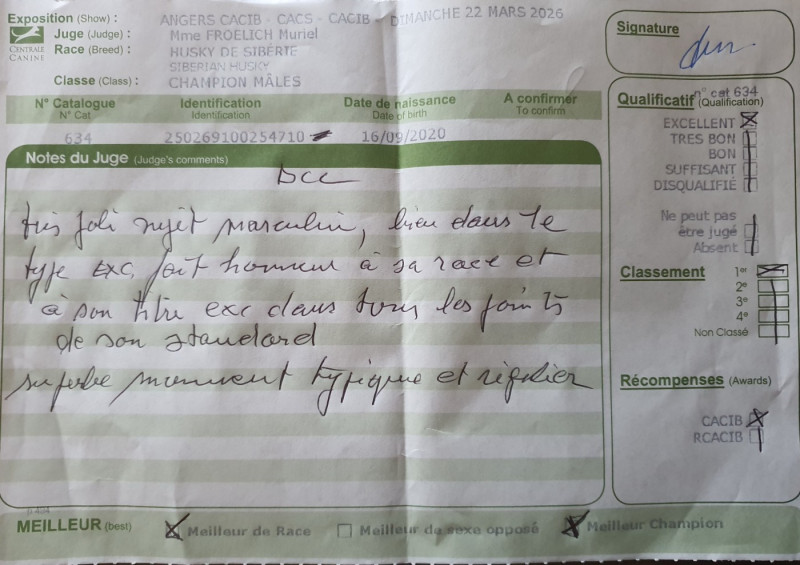 Exposition (Show) : ANGERS CACIB - CACS - CACIB - DIMANCHE 22 MARS 2026
CENTRALE CANINE
Juge (Judge) : Mme FROELICH Muriel
Race (Breed) : HUSKY DE SIBERIE
SIBERIAN HUSKY
Classe (Class) : CHAMPION MÂLES
N° Catalogue Identification Date de naissance A confirmer
N° Cat Identification Date of birth To confirm
634 250269100254710 16/09/2020
Notes du Juge (Judge's comments)
très joli sujet masculin, bien dans le
type exc, fait honneur à sa race et
à son titre exc dans tous les points
de son standard
superbe mouvement typique et régulier
Signature
n° cat 634
Qualificatif (Qualification)
EXCELLENT
TRES BON
BON
SUFFISANT
DISQUALIFIÉ
Ne peut pas
être jugé
Absent
Classement 1er
2e
3e
4e
Non Classé
Récompenses (Awards)
CACIB
RCACIB
MEILLEUR (best) Meilleur de Race Meilleur de sexe opposé Meilleur Champion